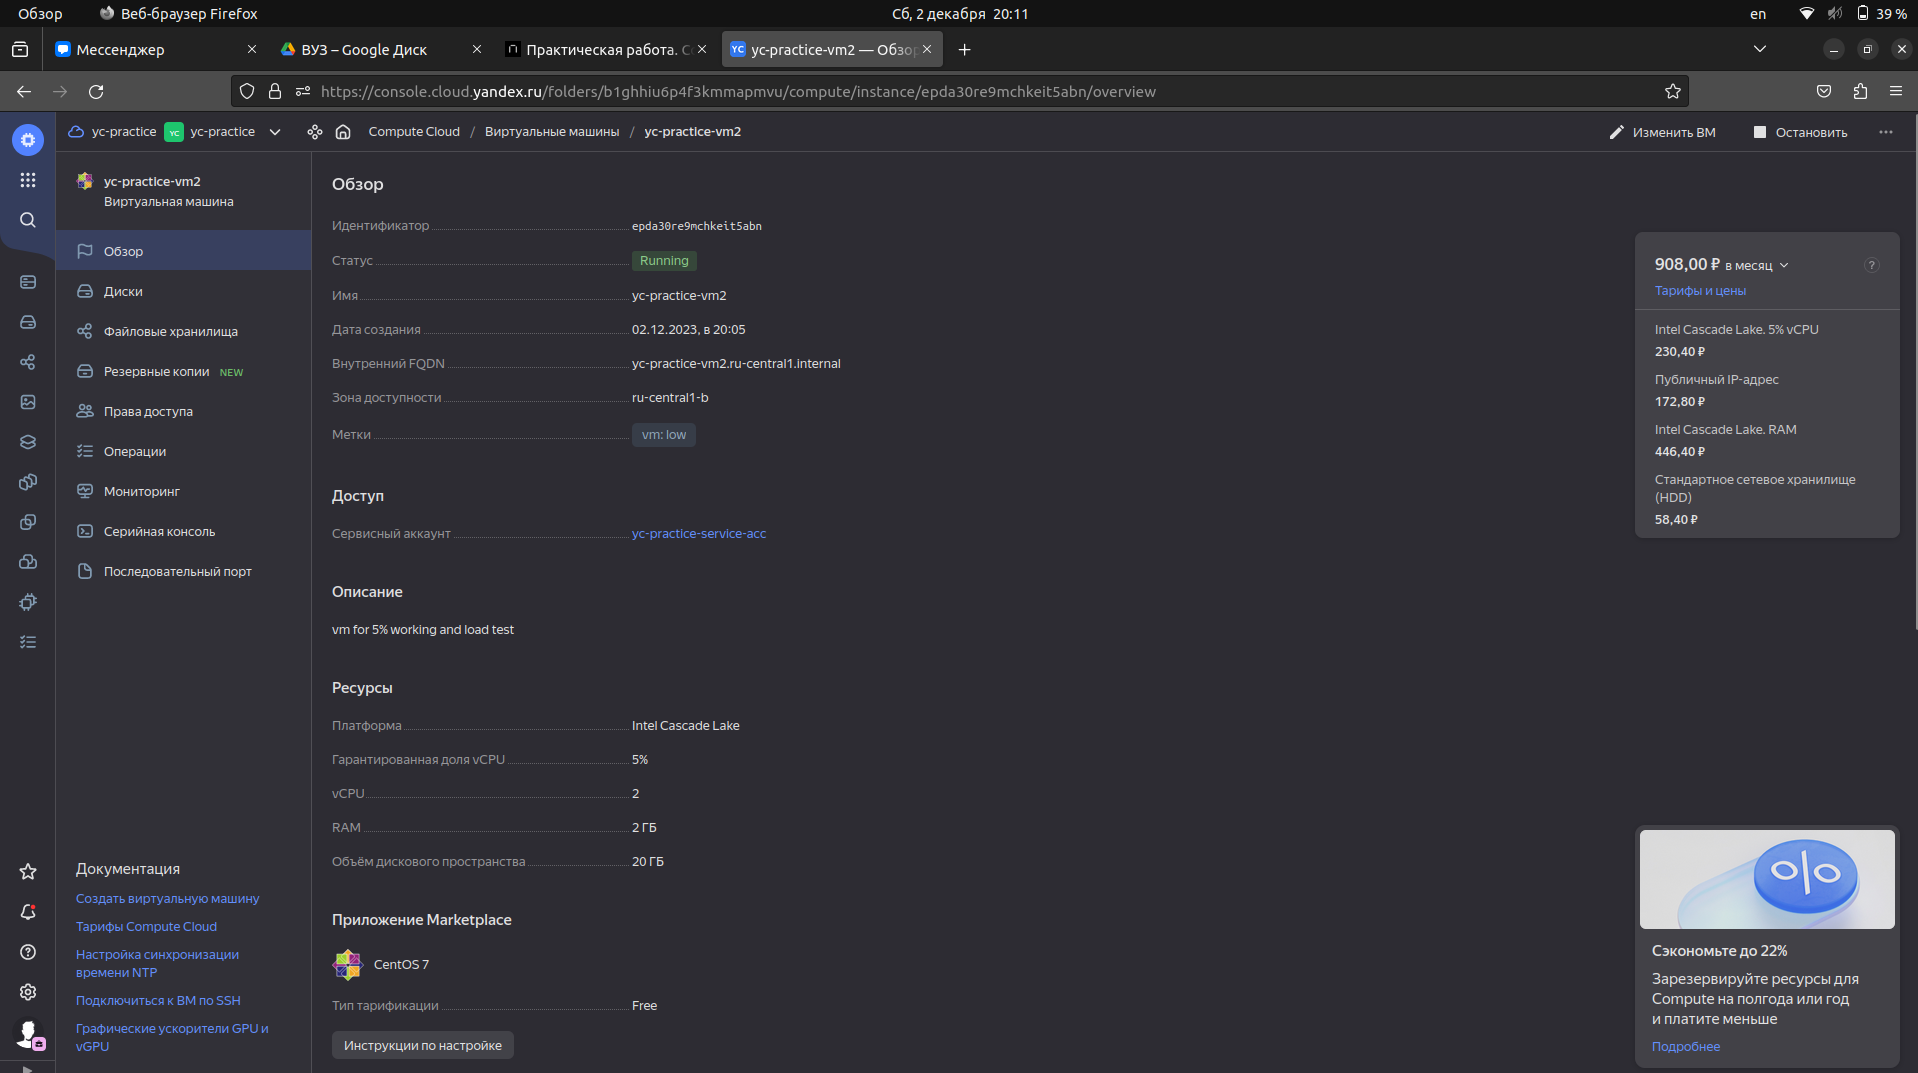 Обзор
Веб-браузер Firefox
Сб, 2 декабря 20:11
en
39 %
Мессенджер
ВУЗ – Google Диск
Практическая работа. С
yc-practice-vm2 — Обзор
https://console.cloud.yandex.ru/folders/b1ghhiu6p4f3kmmapmvu/compute/instance/epda30re9mchkeit5abn/overview
yc-practice
yc-practice
Compute Cloud / Виртуальные машины / yc-practice-vm2
Изменить ВМ
Остановить
yc-practice-vm2
Виртуальная машина
Обзор
Диски
Файловые хранилища
Резервные копии NEW
Права доступа
Операции
Мониторинг
Серийная консоль
Последовательный порт
Документация
Создать виртуальную машину
Тарифы Compute Cloud
Настройка синхронизации
времени NTP
Подключиться к ВМ по SSH
Графические ускорители GPU и
vGPU
Обзор
Идентификатор epda30re9mchkeit5abn
Статус Running
Имя yc-practice-vm2
Дата создания 02.12.2023, в 20:05
Внутренний FQDN yc-practice-vm2.ru-central1.internal
Зона доступности ru-central1-b
Метки vm: low
Доступ
Сервисный аккаунт yc-practice-service-acc
Описание
vm for 5% working and load test
Ресурсы
Платформа Intel Cascade Lake
Гарантированная доля vCPU 5%
vCPU 2
RAM 2 ГБ
Объём дискового пространства 20 ГБ
Приложение Marketplace
CentOS 7
Тип тарификации Free
Инструкции по настройке
908,00 ₽ в месяц
Тарифы и цены
Intel Cascade Lake. 5% vCPU
230,40 ₽
Публичный IP-адрес
172,80 ₽
Intel Cascade Lake. RAM
446,40 ₽
Стандартное сетевое хранилище
(HDD)
58,40 ₽
Сэкономьте до 22%
Зарезервируйте ресурсы для
Compute на полгода или год
и платите меньше
Подробнее